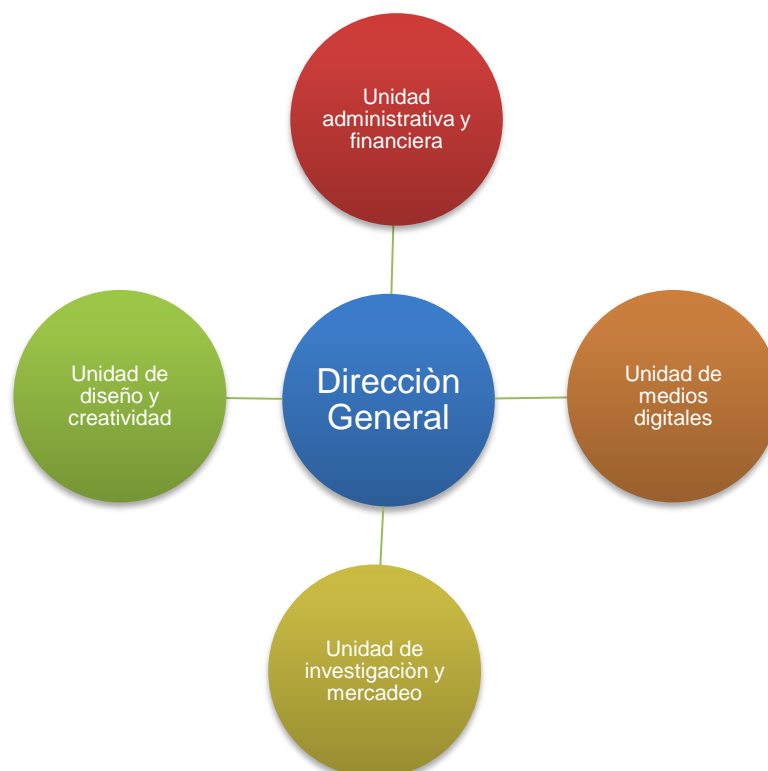 Unidad
administrativa y
financiera
Unidad de
diseño y
creatividad
Direcciòn
General
Unidad de
medios
digitales
Unidad de
investigaciòn y
mercadeo